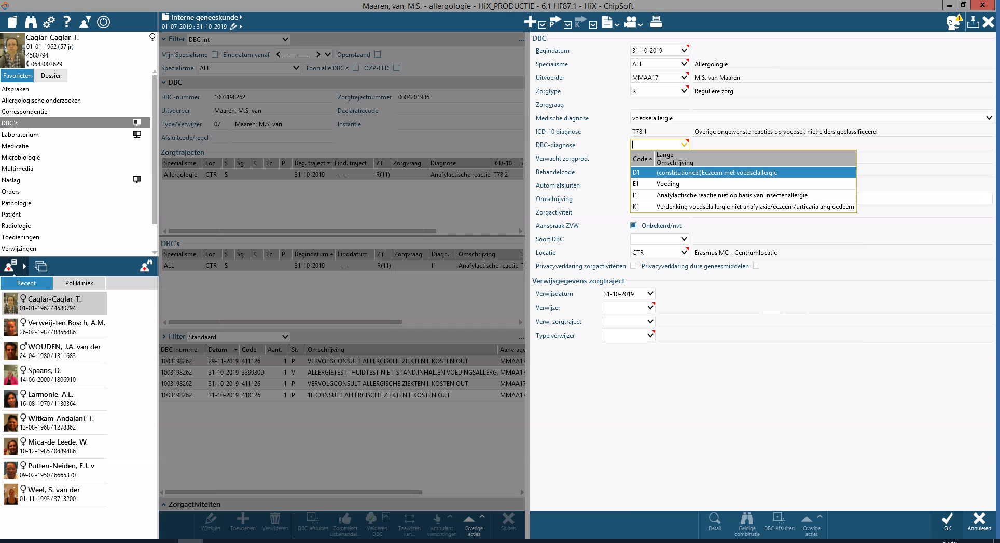 Maaren, van, M.S. - allergologie - HiX_PRODUCTIE - 6.1 HF87.1 - HiX - ChipSoft
Caglar-Çaglar, T.
01-01-1962 (57 jr)
4580794
0643003629
Favorieten Dossier
Afspraken
Allergologische onderzoeken
Correspondentie
DBC's
Laboratorium
Medicatie
Microbiologie
Multimedia
Naslag
Orders
Pathologie
Patiënt
Radiologie
Toedieningen
Verwijzingen
Recent Polikliniek
Caglar-Çaglar, T.
01-01-1962 / 4580794
Verweij-ten Bosch, A.M.
26-02-1987 / 8856486
WOUDEN, J.A. van der
24-04-1980 / 1311683
Spaans, D.
14-06-2000 / 1806910
Larmonie, A.E.
16-08-1970 / 1130364
Witkam-Andajani, T.
13-08-1968 / 1278862
Mica-de Leede, W.
10-12-1985 / 0489486
Putten-Neiden, E.J. v
09-02-1950 / 6665370
Weel, S. van der
01-11-1993 / 3713200
Interne geneeskunde
01-07-2019 : 31-10-2019
Filter DBC int ...
Mijn Specialisme Einddatum vanaf __-__-____ Openstaand
Specialisme ALL Toon alle DBC's OZP-ELD
DBC
DBC-nummer 1003198262 Zorgtrajectnummer 0004201986
Uitvoerder Maaren, M.S. van Declaratiecode
Type/Verwijzer 07 Maaren, M.S. van Instantie
Afsluitcode/regel
Zorgtrajecten
Specialisme Loc S Sg K Fc P Beg. traject Eind. traject ZT Zorgvraag Diagnose ICD-10 Z
Allergologie CTR S 31-10-2019 - - R(11) Anafylactische reactie T78.2
DBC's
Specialisme Loc S Sg K Fc P Begindatum Einddatum ZT Zorgvraag Diagn. Omschrijving
ALL CTR S 31-10-2019 - - R(11) I1 Anafylactische reactie
Filter Standaard ...
DBC-nummer Datum Code Aant. St. Omschrijving Aanvrage
1003198262 29-11-2019 411126 1 P VERVOLGCONSULT ALLERGISCHE ZIEKTEN II KOSTEN OUT MMAA17
1003198262 31-10-2019 339930D 1 V ALLERGIETEST- HUIDTEST NIET-STAND.INHAL.EN VOEDINGSALLERG MMAA17
1003198262 31-10-2019 411126 1 P VERVOLGCONSULT ALLERGISCHE ZIEKTEN II KOSTEN OUT MMAA17
1003198262 31-10-2019 410126 1 P 1E CONSULT ALLERGISCHE ZIEKTEN II KOSTEN OUT MMAA17
Zorgactiviteiten
Wijzigen Toevoegen Verwijderen DBC Afsluiten Zorgtraject uitbehandel... Valideren DBC Toewijzen van... Ambulant verrichtingen Overige acties Sluiten
DBC
Begindatum 31-10-2019
Specialisme ALL Allergologie
Uitvoerder MMAA17 M.S. van Maaren
Zorgtype R Reguliere zorg
Zorgvraag
Medische diagnose voedselallergie
ICD-10 diagnose T78.1 Overige ongewenste reacties op voedsel, niet elders geclassificeerd
DBC-diagnose
Verwacht zorgprod.
Behandelcode
Autom afsluiten
Omschrijving
Zorgactiviteit
Code Lange Omschrijving
D1 (constitutioneel)Eczeem met voedselallergie
E1 Voeding
I1 Anafylactische reactie niet op basis van insectenallergie
K1 Verdenking voedselallergie niet anafylaxie/eczeem/urticaria angioedeem
Aanspraak ZVW Onbekend/nvt
Soort DBC
Locatie CTR Erasmus MC - Centrumlocatie
Privacyverklaring zorgactiviteiten Privacyverklaring dure geneesmiddelen
Verwijsgegevens zorgtraject
Verwijsdatum 31-10-2019
Verwijzer
Verw. zorgtraject
Type verwijzer
Detail Geldige combinatie DBC Afsluiten Overige acties OK Annuleren